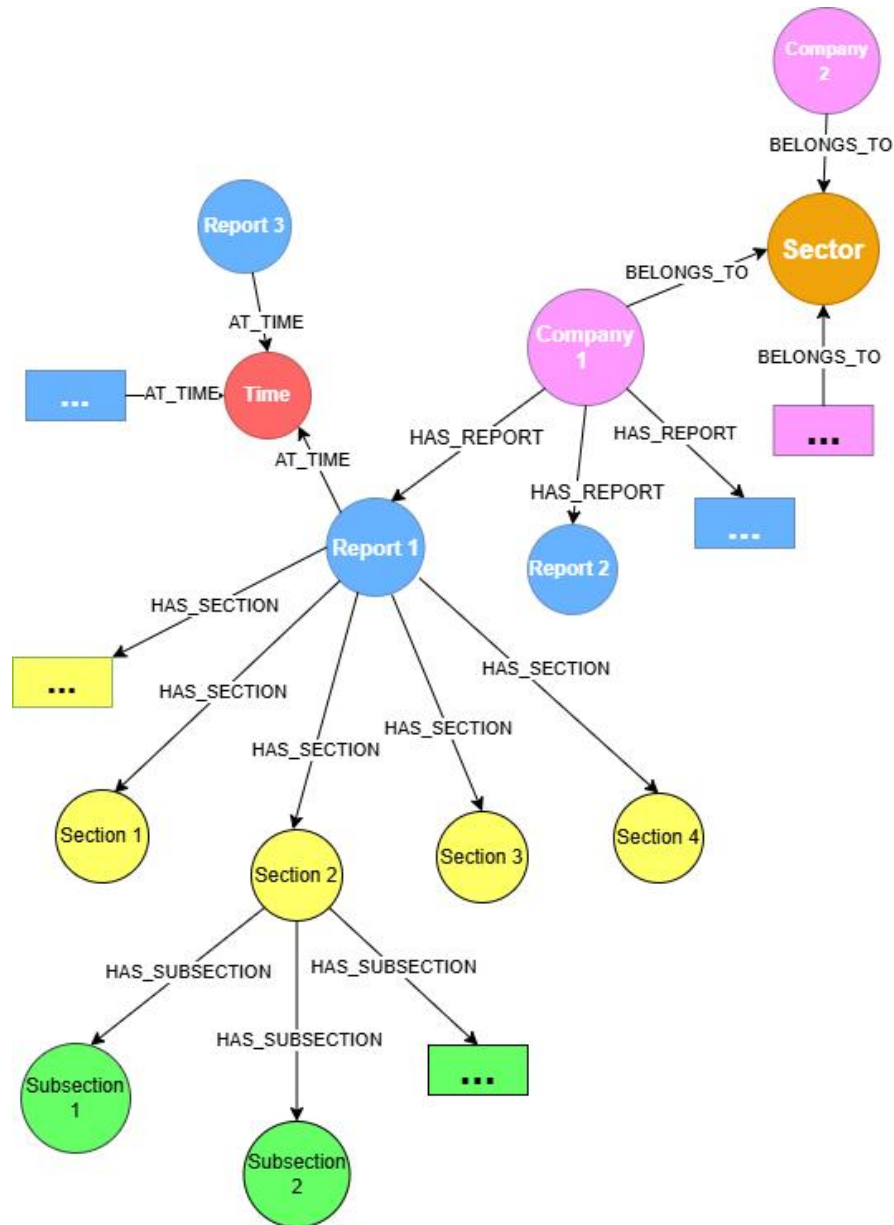 Company
2
BELONGS_TO
Report 3
Sector
BELONGS_TO
AT_TIME
Company
1
BELONGS_TO
...
AT_TIME
Time
...
HAS_REPORT
HAS_REPORT
AT_TIME
HAS_REPORT
...
Report 1
Report 2
HAS_SECTION
...
HAS_SECTION
HAS_SECTION
HAS_SECTION
HAS_SECTION
Section 1
Section 2
Section 3
Section 4
HAS_SUBSECTION
HAS_SUBSECTION
HAS_SUBSECTION
...
Subsection
1
Subsection
2